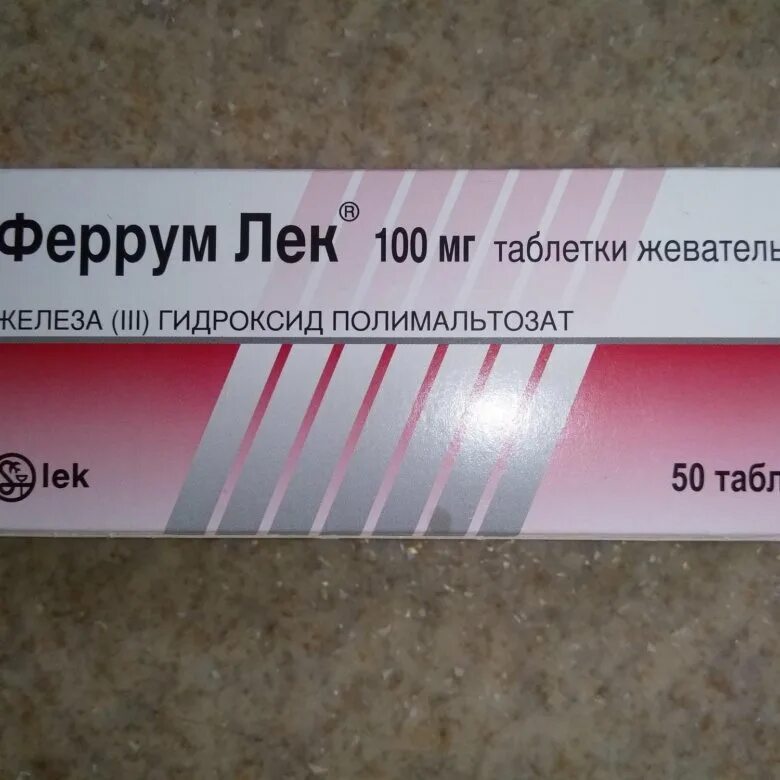 Феррум Лек® 100 мг таблетки жеватель
ЖЕЛЕЗА (III) ГИДРОКСИД ПОЛИМАЛЬТОЗАТ
lek
50 табл